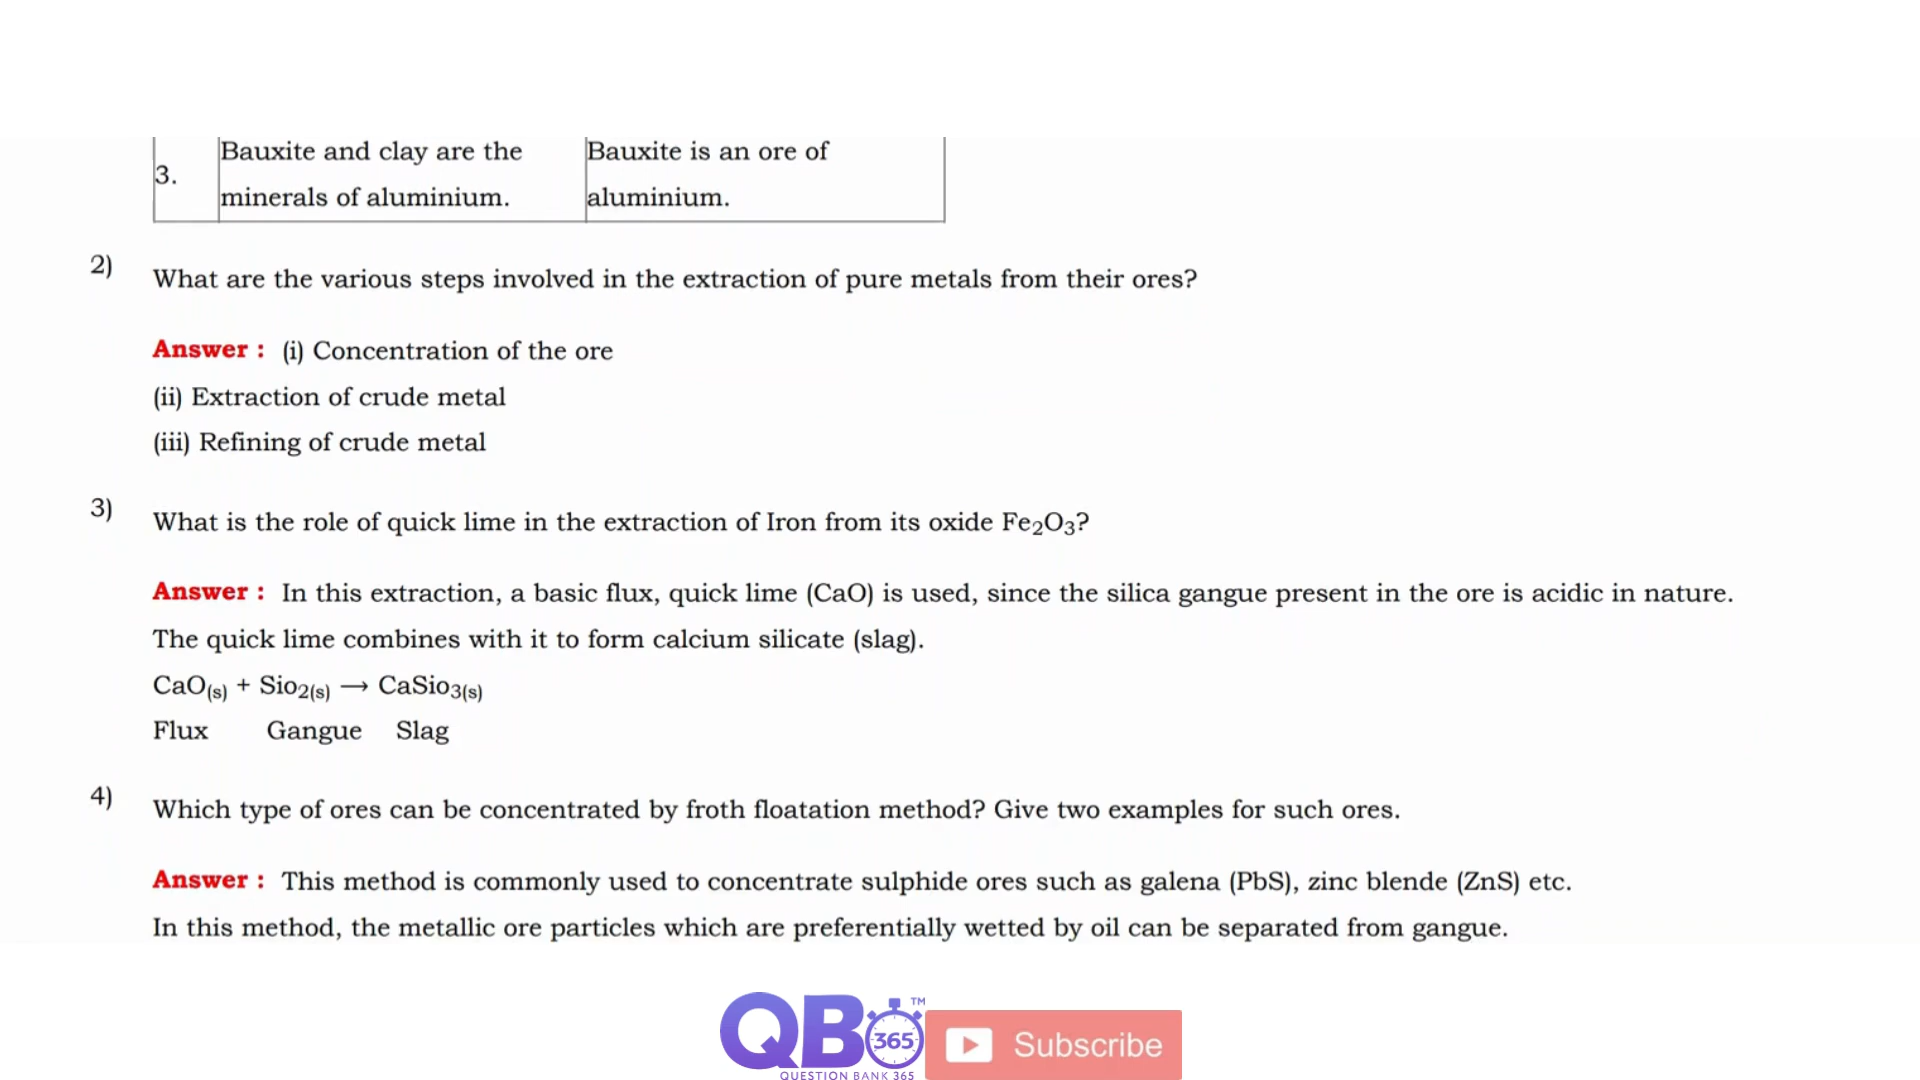 3.
Bauxite and clay are the
minerals of aluminium.
Bauxite is an ore of
aluminium.
2)
What are the various steps involved in the extraction of pure metals from their ores?
Answer : (i) Concentration of the ore
(ii) Extraction of crude metal
(iii) Refining of crude metal
3)
What is the role of quick lime in the extraction of Iron from its oxide Fe₂O₃?
Answer : In this extraction, a basic flux, quick lime (CaO) is used, since the silica gangue present in the ore is acidic in nature.
The quick lime combines with it to form calcium silicate (slag).
CaO(s) + Sio2(s) → CaSio3(s)
Flux Gangue Slag
4)
Which type of ores can be concentrated by froth floatation method? Give two examples for such ores.
Answer : This method is commonly used to concentrate sulphide ores such as galena (PbS), zinc blende (ZnS) etc.
In this method, the metallic ore particles which are preferentially wetted by oil can be separated from gangue.
QB 365 ™
QUESTION BANK 365
Subscribe